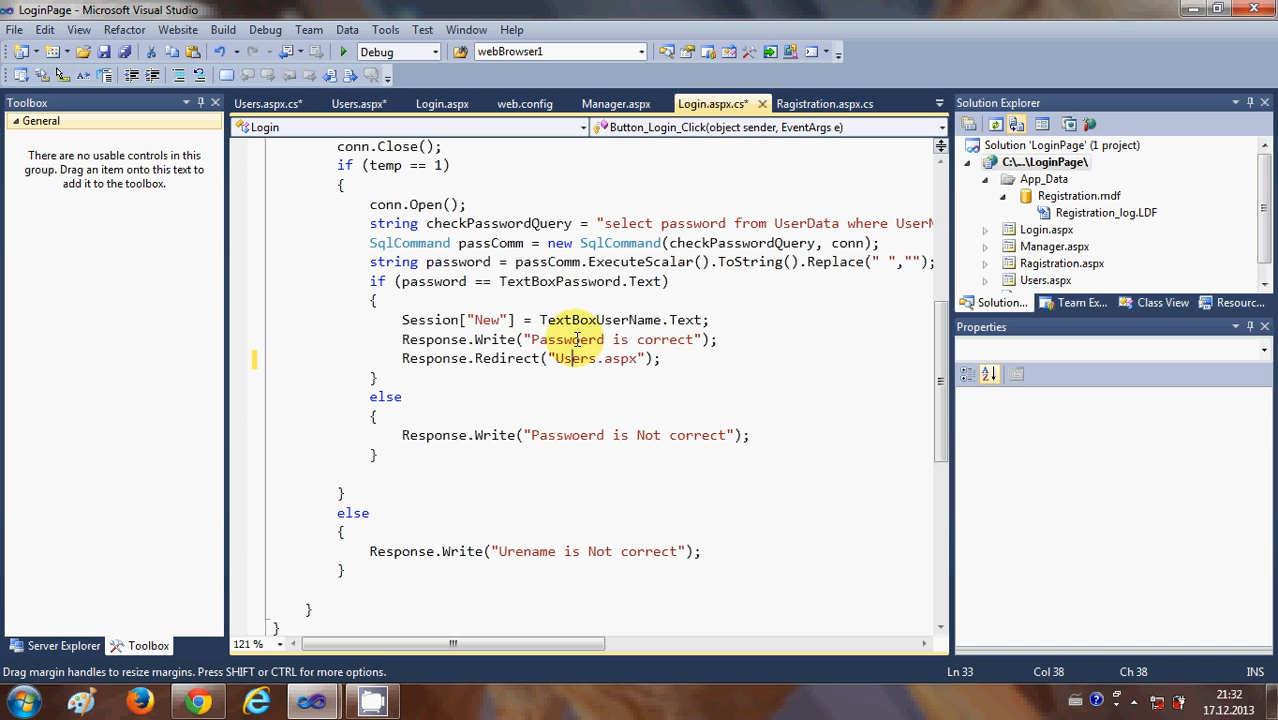 LoginPage - Microsoft Visual Studio
File Edit View Refactor Website Build Debug Team Data Tools Test Window Help
Debug webBrowser1
Toolbox
General
There are no usable controls in this
group. Drag an item onto this text to
add it to the toolbox.
Server Explorer Toolbox
Users.aspx.cs* Users.aspx* Login.aspx web.config Manager.aspx Login.aspx.cs* Ragistration.aspx.cs
Login Button_Login_Click(object sender, EventArgs e)
conn.Close();
if (temp == 1)
{
conn.Open();
string checkPasswordQuery = "select password from UserData where UserN
SqlCommand passComm = new SqlCommand(checkPasswordQuery, conn);
string password = passComm.ExecuteScalar().ToString().Replace(" ","");
if (password == TextBoxPassword.Text)
{
Session["New"] = TextBoxUserName.Text;
Response.Write("Passwoerd is correct");
Response.Redirect("Users.aspx");
}
else
{
Response.Write("Passwoerd is Not correct");
}
}
else
{
Response.Write("Urename is Not correct");
}
}
}
121 %
Solution Explorer
Solution 'LoginPage' (1 project)
C:\...\LoginPage\
App_Data
Registration.mdf
Registration_log.LDF
Login.aspx
Manager.aspx
Ragistration.aspx
Users.aspx
Solution... Team Ex... Class View Resourc...
Properties
Drag margin handles to resize margins. Press SHIFT or CTRL for more options.
Ln 33 Col 38 Ch 38 INS
21:32
17.12.2013